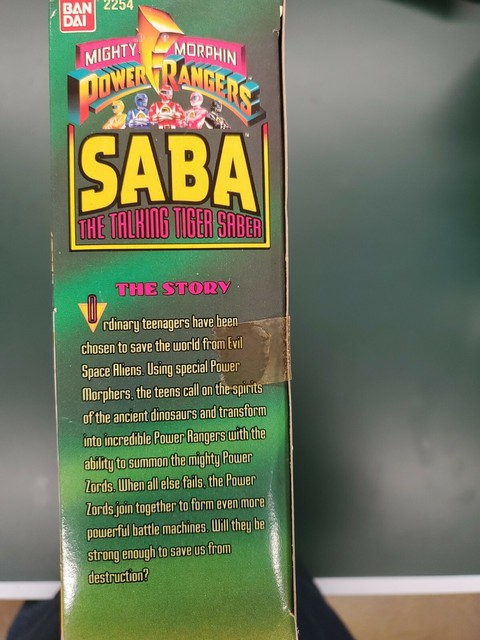 BAN
DAI
2254
MIGHTY MORPHIN
POWER RANGERS
SABA
THE TALKING TIGER SABER
THE STORY
Ordinary teenagers have been
chosen to save the world from Evil
Space Aliens. Using special Power
Morphers, the teens call on the spirits
of the ancient dinosaurs and transform
into incredible Power Rangers with the
ability to summon the mighty Power
Zords. When all else fails, the Power
Zords join together to form even more
powerful battle machines. Will they be
strong enough to save us from
destruction?